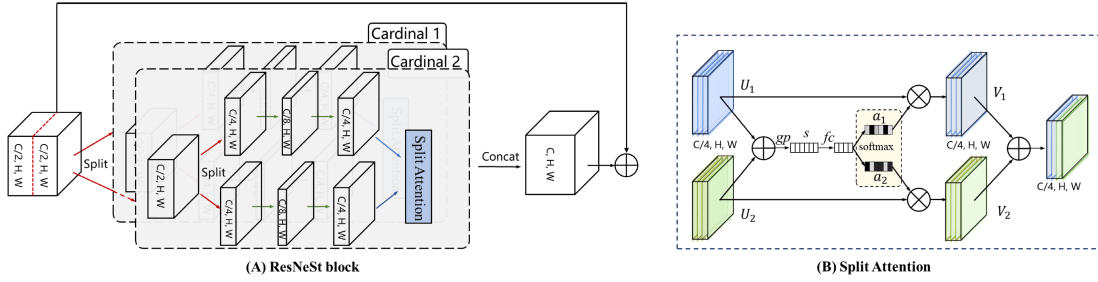 Cardinal 1
Cardinal 2
C/2, H, W
C/2, H, W
Split
C/2, H, W
Split
C/4, H, W
C/8, H, W
C/4, H, W
C/4, H, W
C/8, H, W
C/4, H, W
Split Attention
Concat
C, H, W
(A) ResNeSt block
U1
C/4, H, W
U2
gp
s
fc
a1
softmax
a2
V1
C/4, H, W
V2
C/4, H, W
(B) Split Attention